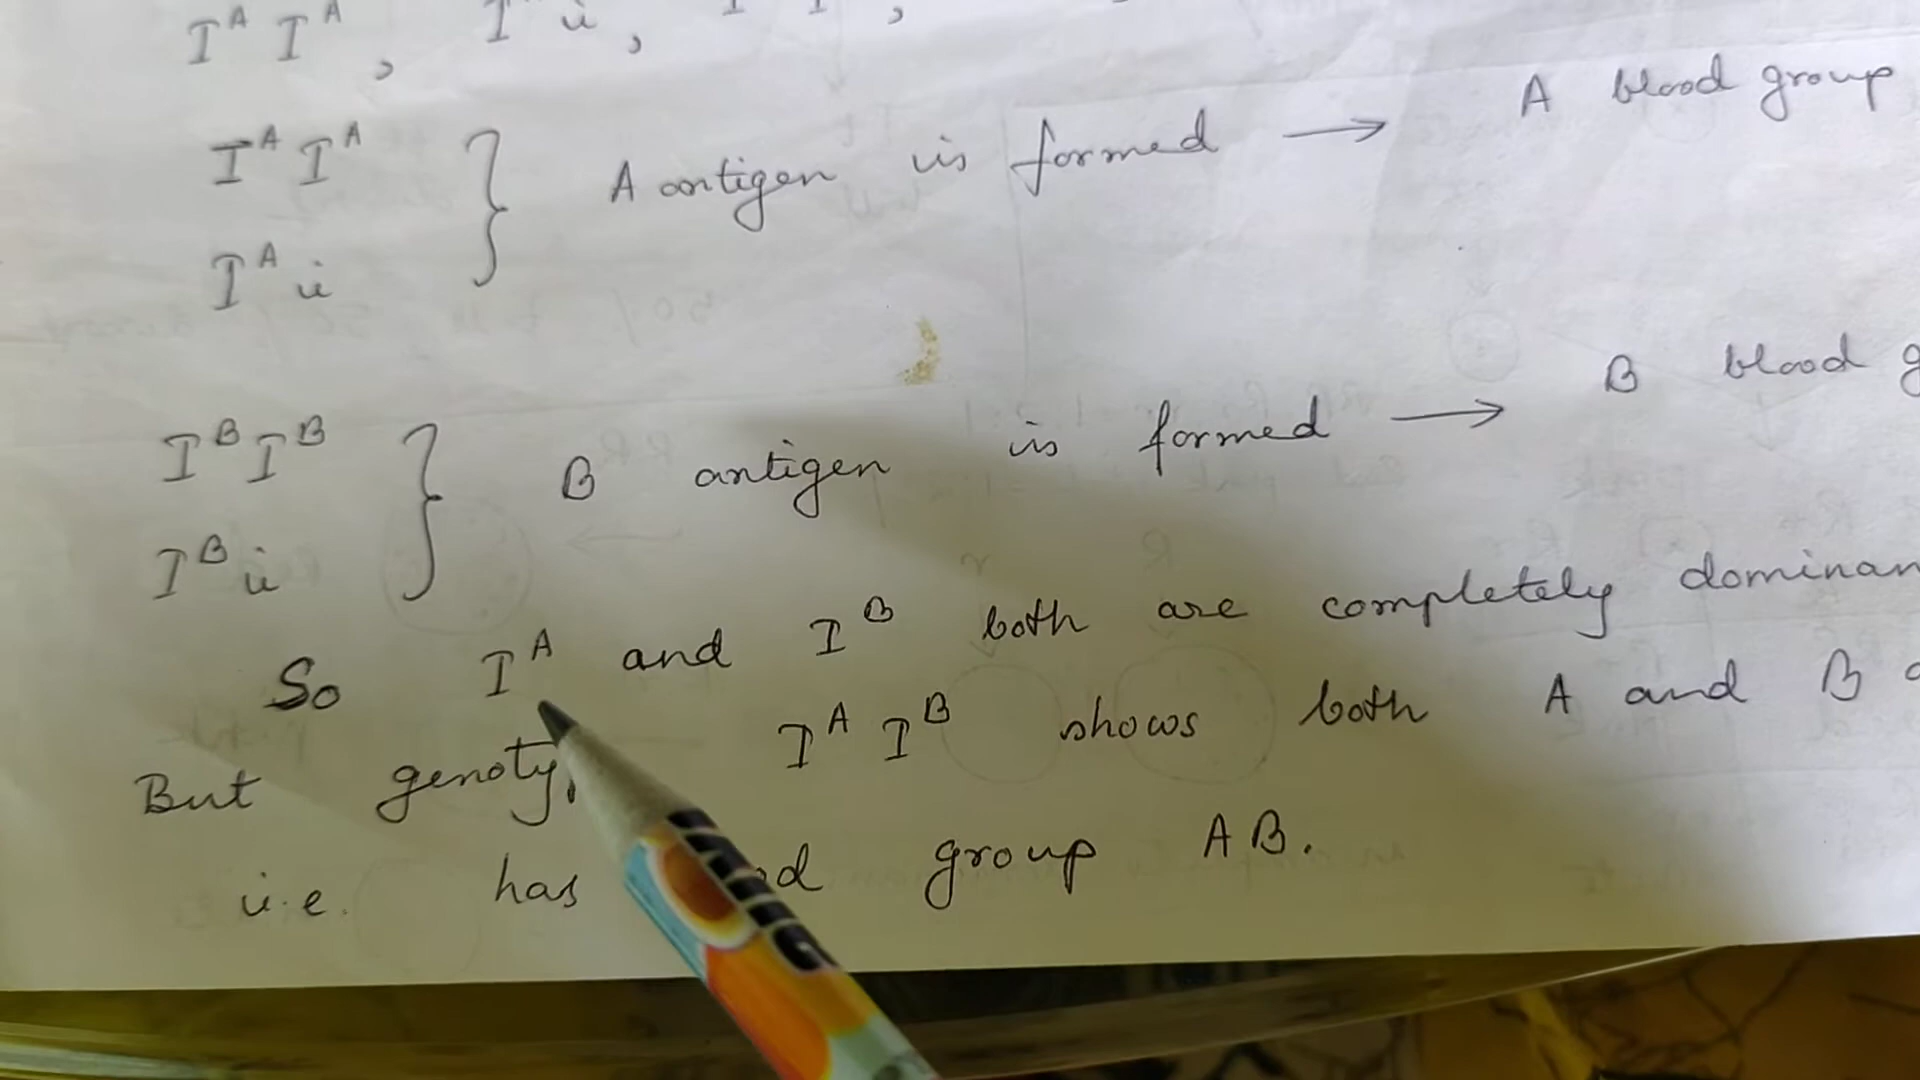 I^A I^A , I i ,
I^A I^A } A antigen is formed → A blood group
I^A i
I^B I^B } B antigen is formed → B blood
I^B i
So I^A and I^B both are completely dominan
But I^A I^B shows both A and B
i.e. has group AB.